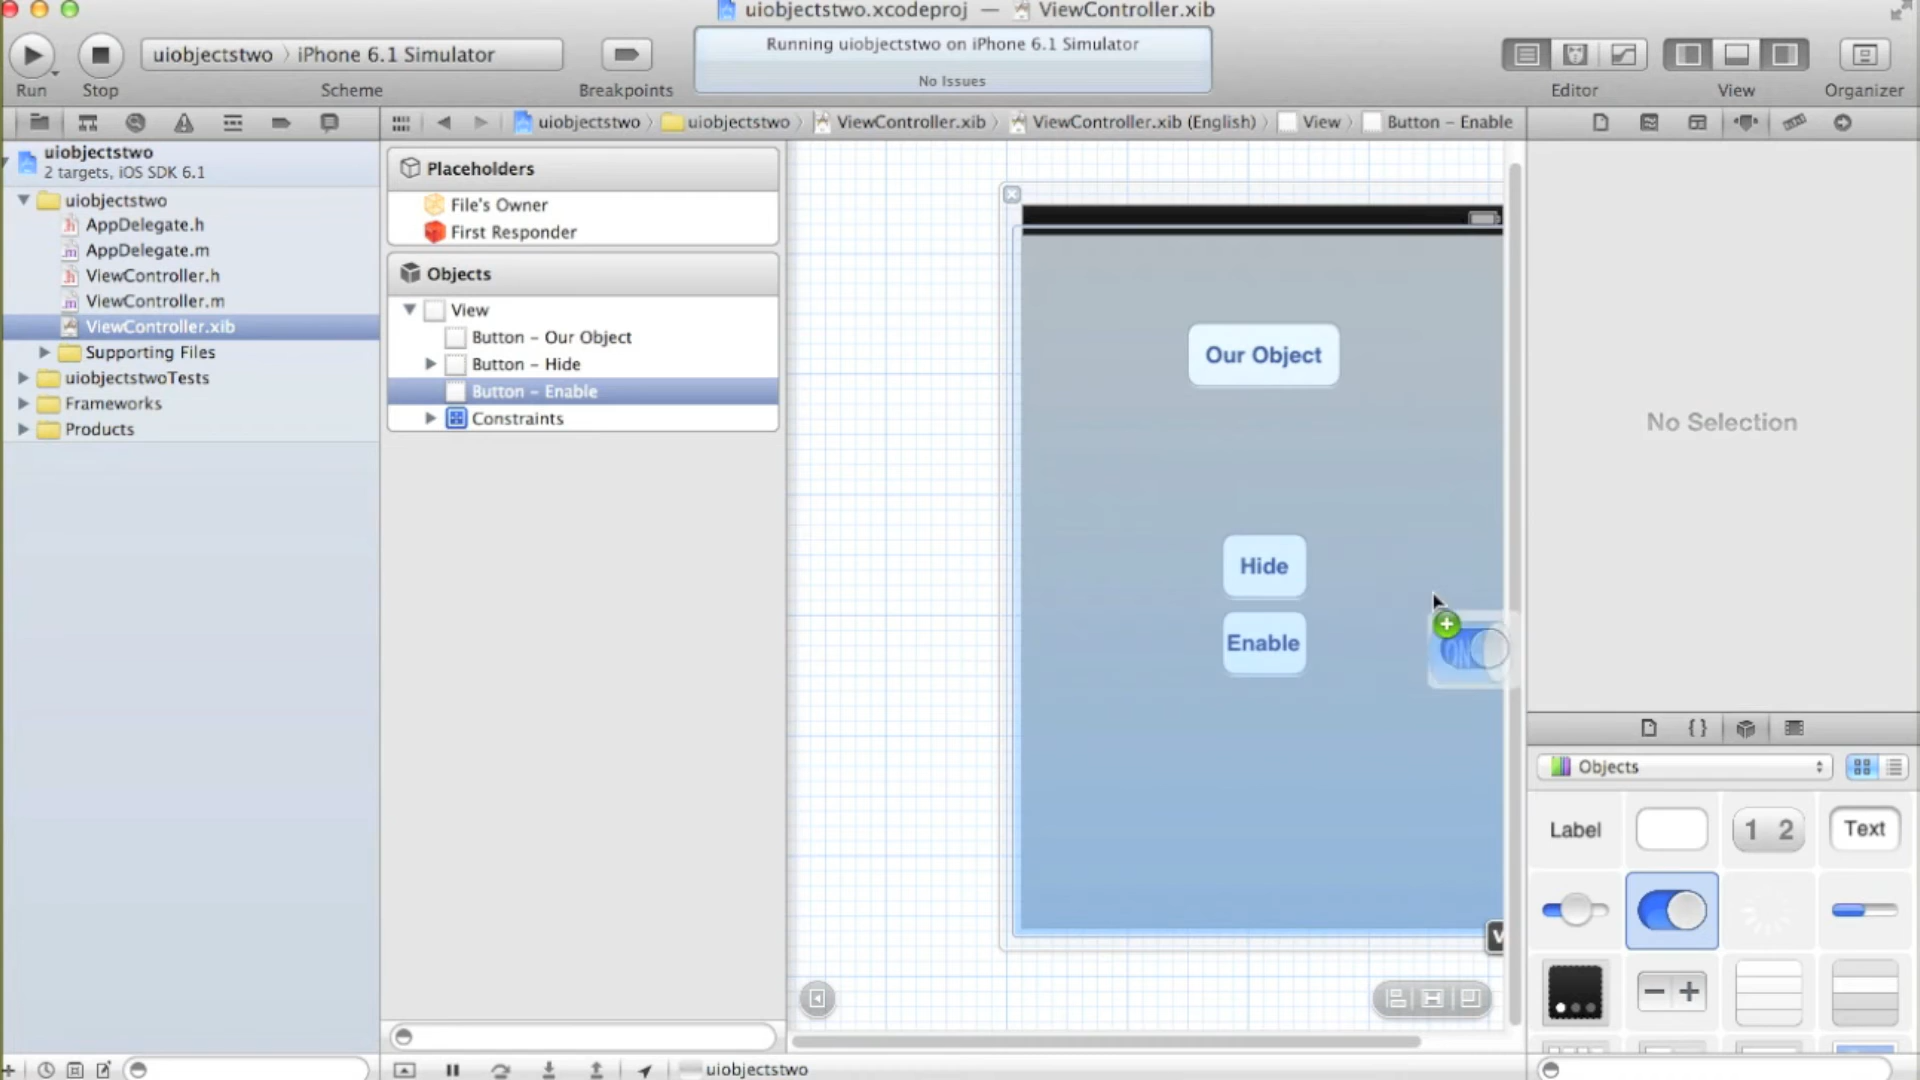 uiobjectstwo.xcodeproj — ViewController.xib
uiobjectstwo 〉 iPhone 6.1 Simulator
Running uiobjectstwo on iPhone 6.1 Simulator
No Issues
Run
Stop
Scheme
Breakpoints
Editor
View
Organizer
uiobjectstwo 〉 uiobjectstwo 〉 ViewController.xib 〉 ViewController.xib (English) 〉 View 〉 Button – Enable
uiobjectstwo
2 targets, iOS SDK 6.1
uiobjectstwo
AppDelegate.h
AppDelegate.m
ViewController.h
ViewController.m
ViewController.xib
Supporting Files
uiobjectstwoTests
Frameworks
Products
Placeholders
File's Owner
First Responder
Objects
View
Button – Our Object
Button – Hide
Button – Enable
Constraints
Our Object
Hide
Enable
ON
No Selection
{ }
Objects
Label
1 2
Text
uiobjectstwo